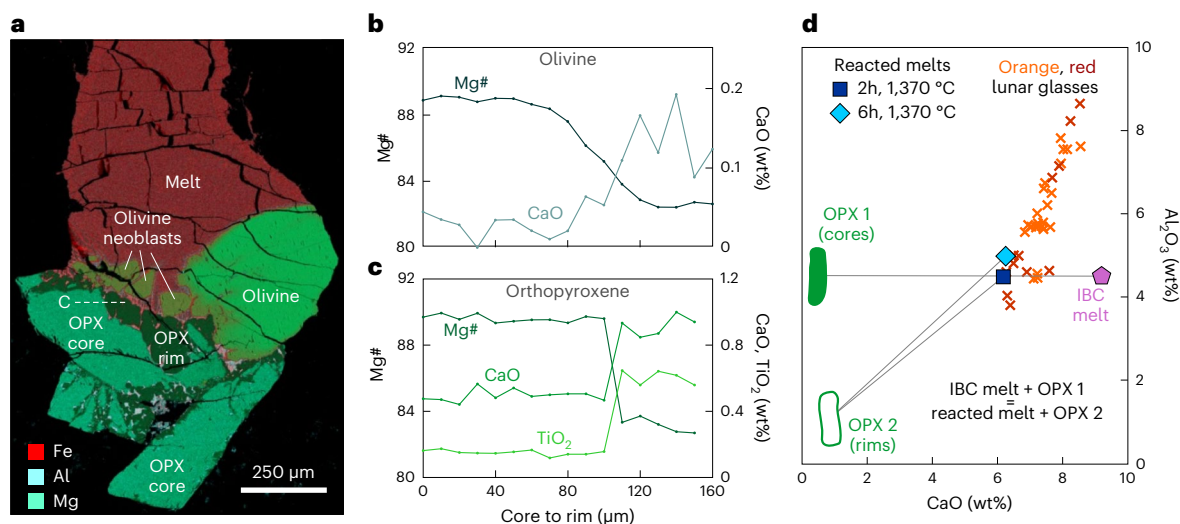 a
Melt
Olivine
neoblasts
Olivine
C
OPX
core
OPX
rim
OPX
core
Fe
Al
Mg
250 µm
b
92
88
84
80
Mg#
Olivine
Mg#
CaO
0.2
0.1
0
CaO (wt%)
c
92
88
84
80
Mg#
Orthopyroxene
Mg#
CaO
TiO₂
1.2
0.8
0.4
0
CaO, TiO₂ (wt%)
0 40 80 120 160
Core to rim (µm)
d
Reacted melts
2h, 1,370 °C
6h, 1,370 °C
Orange, red
lunar glasses
OPX 1
(cores)
IBC
melt
IBC melt + OPX 1
=
reacted melt + OPX 2
OPX 2
(rims)
10
8
6
4
2
0
Al₂O₃ (wt%)
0 2 4 6 8 10
CaO (wt%)